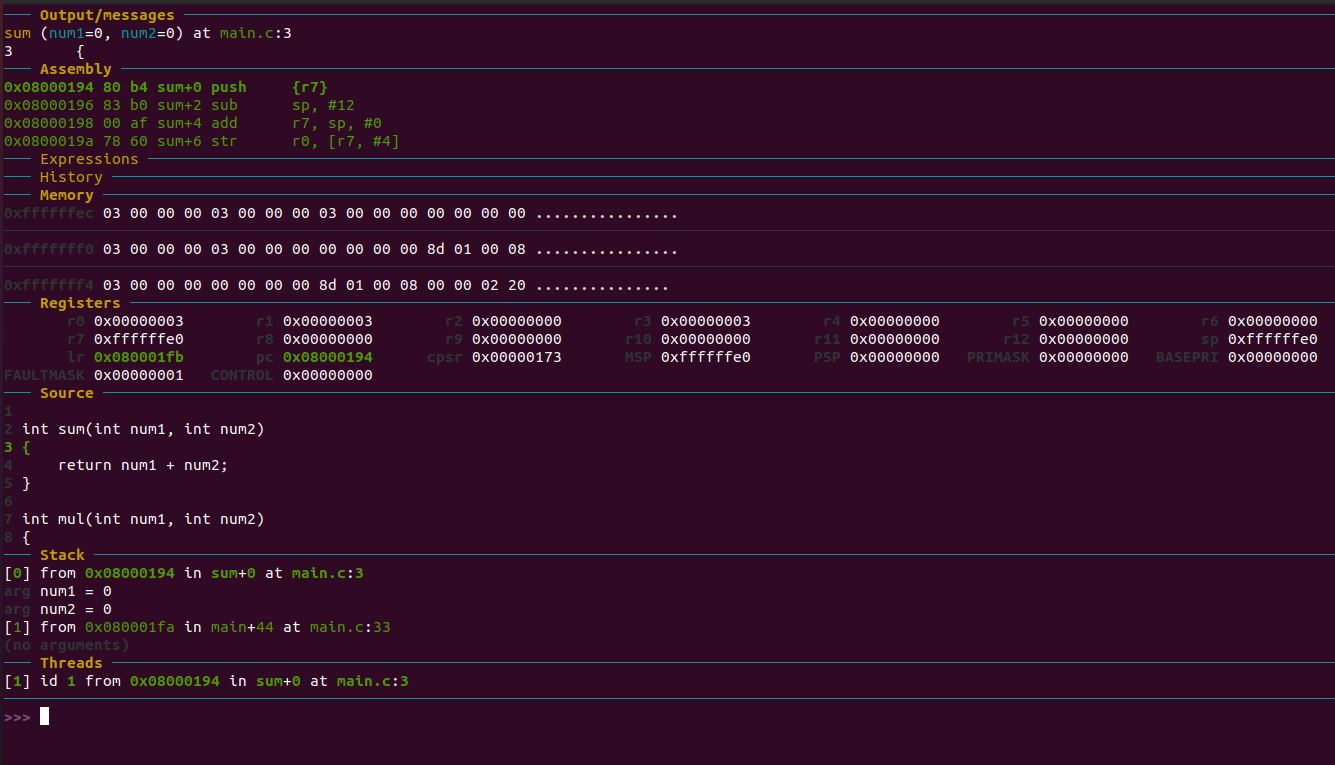 Output/messages
sum (num1=0, num2=0) at main.c:3
3       {
Assembly
0x08000194 80 b4 sum+0 push     {r7}
0x08000196 83 b0 sum+2 sub      sp, #12
0x08000198 00 af sum+4 add      r7, sp, #0
0x0800019a 78 60 sum+6 str      r0, [r7, #4]
Expressions
History
Memory
0xffffffec 03 00 00 00 03 00 00 00 03 00 00 00 00 00 00 00 ................
0xfffffff0 03 00 00 00 03 00 00 00 00 00 00 00 8d 01 00 08 ................
0xfffffff4 03 00 00 00 00 00 00 00 8d 01 00 08 00 00 02 20 ...............
Registers
r0 0x00000003 r1 0x00000003 r2 0x00000000 r3 0x00000003 r4 0x00000000 r5 0x00000000 r6 0x00000000
r7 0xffffffe0 r8 0x00000000 r9 0x00000000 r10 0x00000000 r11 0x00000000 r12 0x00000000 sp 0xffffffe0
lr 0x080001fb pc 0x08000194 cpsr 0x00000173 MSP 0xffffffe0 PSP 0x00000000 PRIMASK 0x00000000 BASEPRI 0x00000000
FAULTMASK 0x00000001 CONTROL 0x00000000
Source
1
2 int sum(int num1, int num2)
3 {
4     return num1 + num2;
5 }
6
7 int mul(int num1, int num2)
8 {
Stack
[0] from 0x08000194 in sum+0 at main.c:3
arg num1 = 0
arg num2 = 0
[1] from 0x080001fa in main+44 at main.c:33
(no arguments)
Threads
[1] id 1 from 0x08000194 in sum+0 at main.c:3
>>>